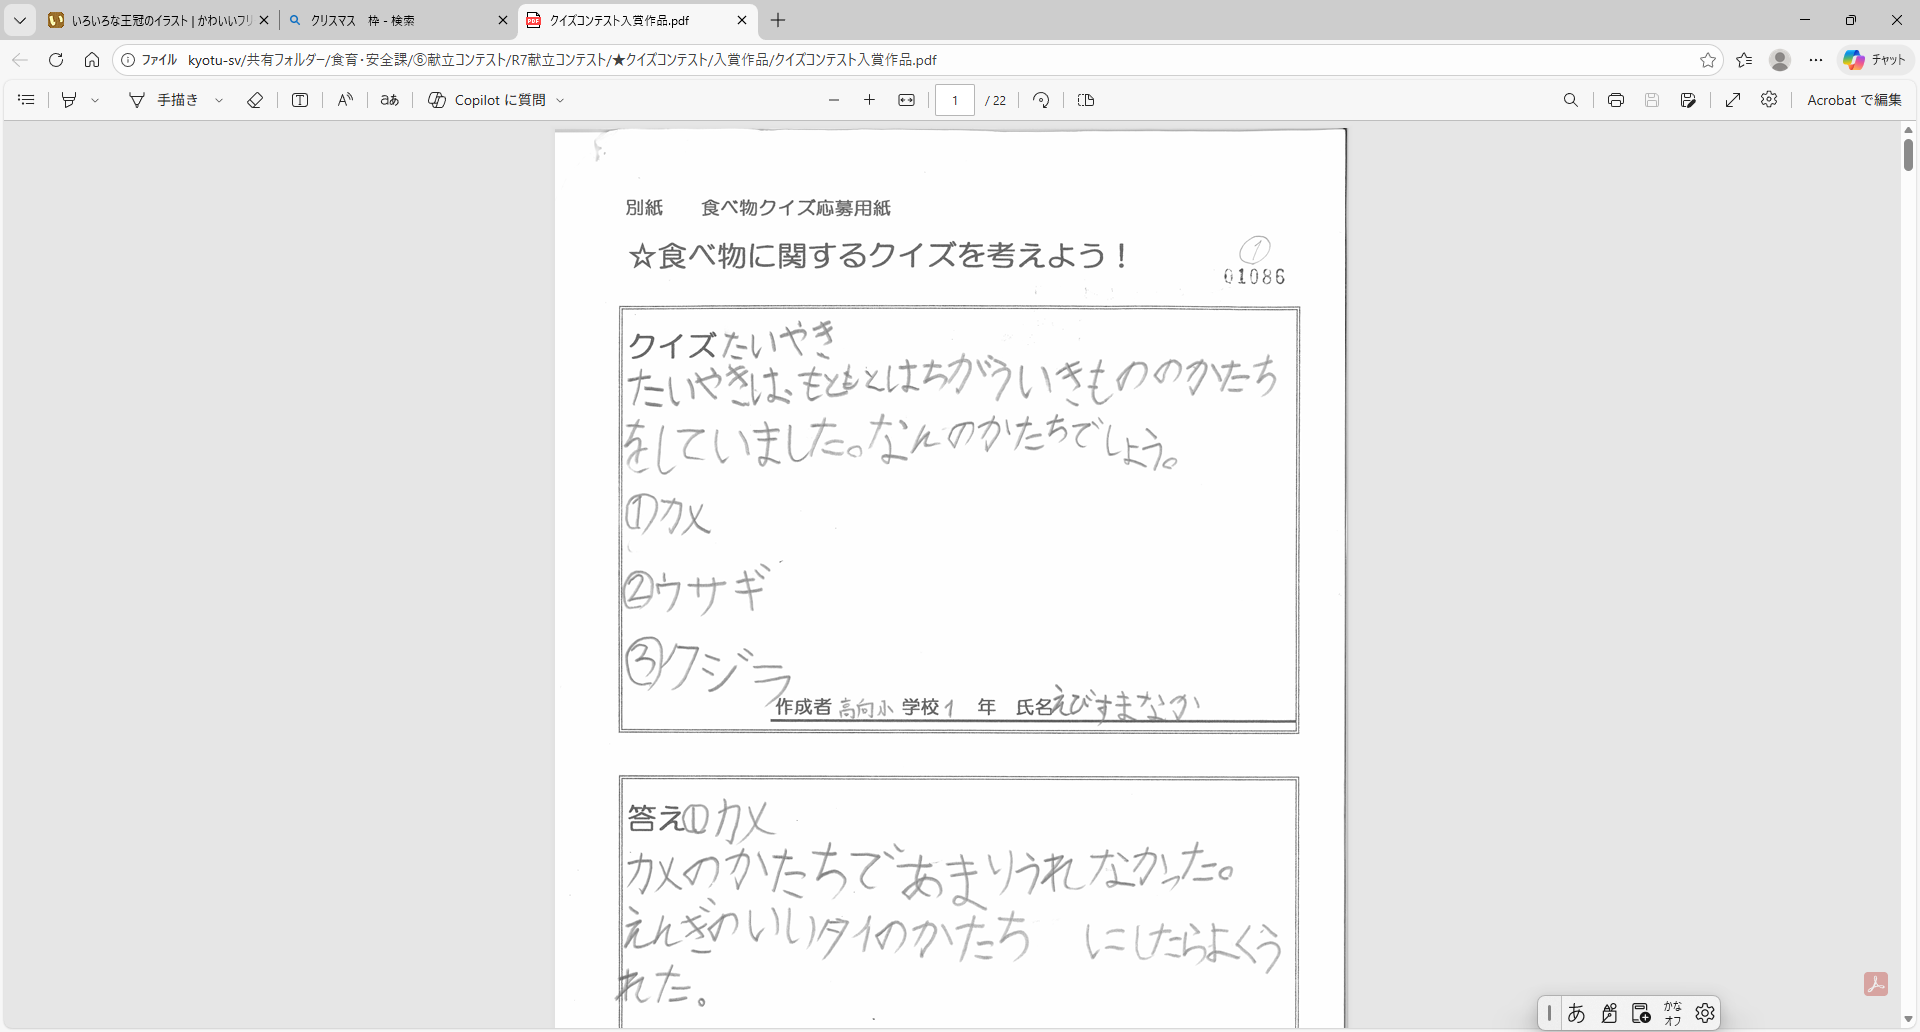 いろいろな王冠のイラスト | かわいいフリ
クリスマス 枠 - 検索
クイズコンテスト入賞作品.pdf
ファイル kyotu-sv/共有フォルダー/食育・安全課/⑥献立コンテスト/R7献立コンテスト/★クイズコンテスト/入賞作品/クイズコンテスト入賞作品.pdf
チャット
手描き
aあ
Copilot に質問
1 / 22
Acrobat で編集
別紙 食べ物クイズ応募用紙
☆食べ物に関するクイズを考えよう！
①
01086
クイズ たいやき
たいやきは、もともとはちがういきもののかたち
をしていました。なんのかたちでしょう。
①カメ
②ウサギ
③クジラ
作成者 高向小 学校 1 年 氏名 えびすまなか
答え ①カメ
カメのかたちであまりうれなかった。
えんぎのいいタイのかたち にしたらよくう
れた。
あ
かな
オフ